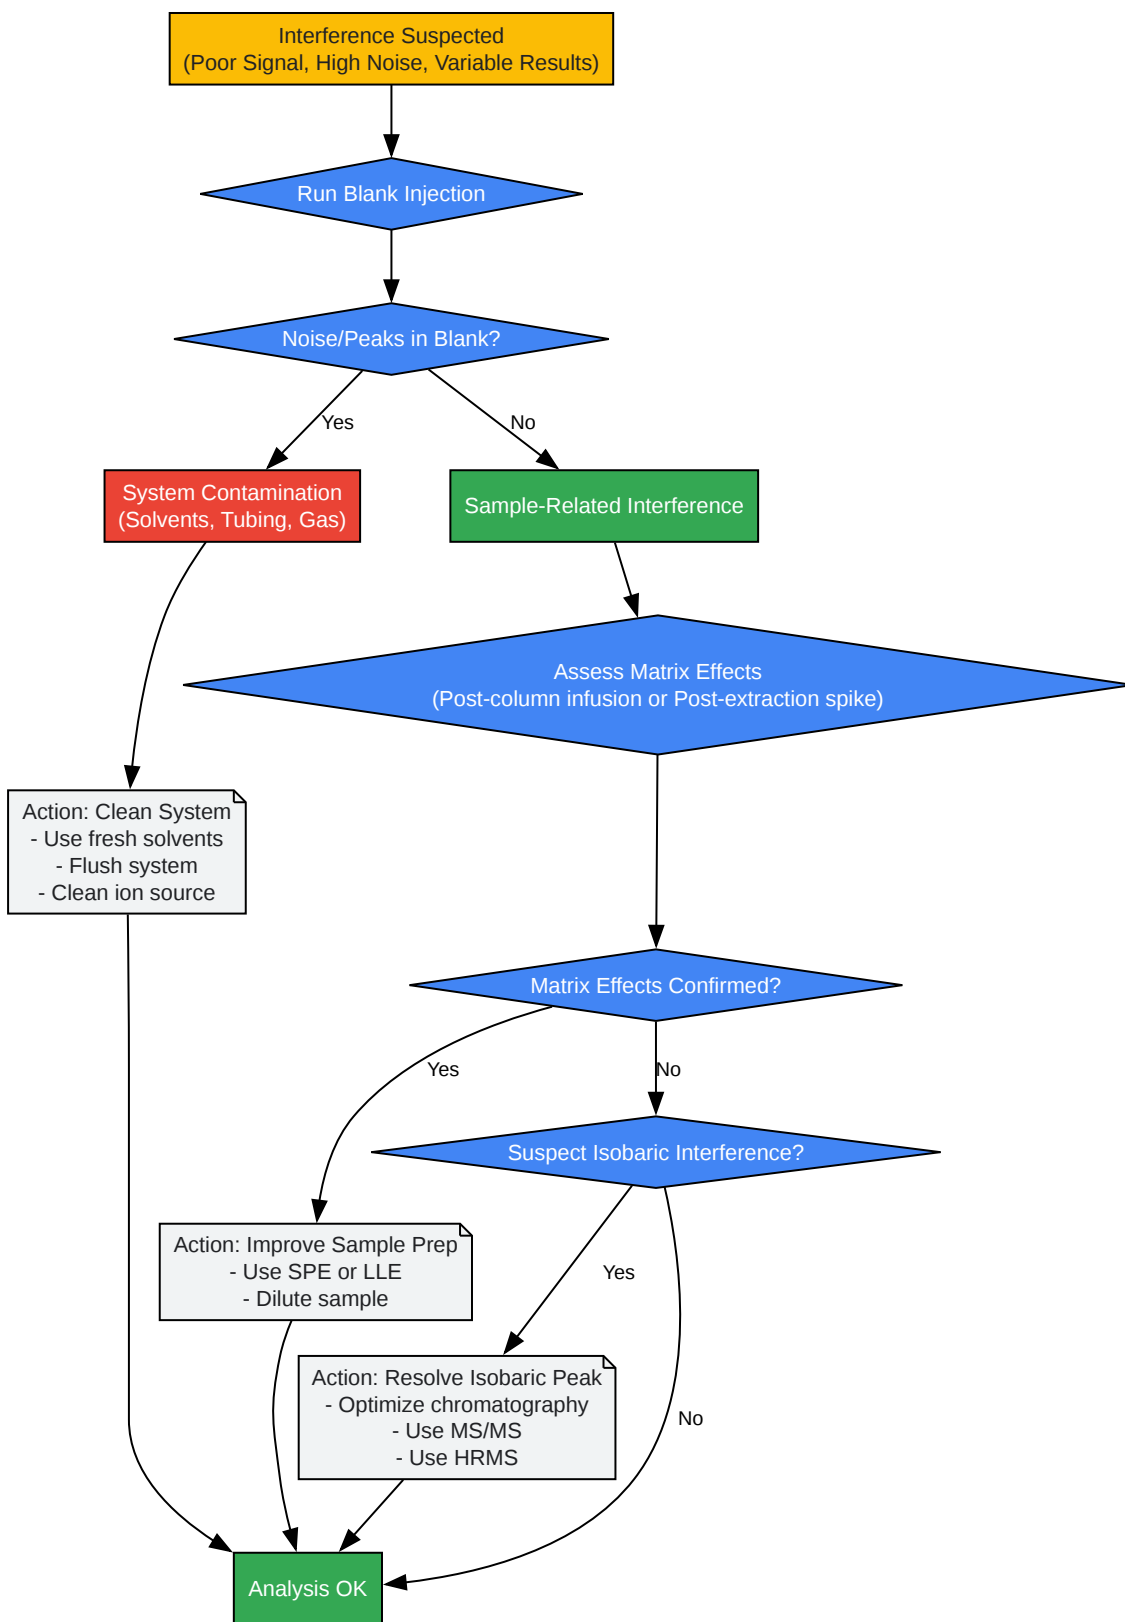 Interference Suspected
(Poor Signal, High Noise, Variable Results)
Run Blank Injection
Noise/Peaks in Blank?
Yes
No
System Contamination
(Solvents, Tubing, Gas)
Sample-Related Interference
Assess Matrix Effects
(Post-column infusion or Post-extraction spike)
Action: Clean System
- Use fresh solvents
- Flush system
- Clean ion source
Matrix Effects Confirmed?
Yes
No
Suspect Isobaric Interference?
Action: Improve Sample Prep
- Use SPE or LLE
- Dilute sample
Yes
Action: Resolve Isobaric Peak
- Optimize chromatography
- Use MS/MS
- Use HRMS
No
Analysis OK